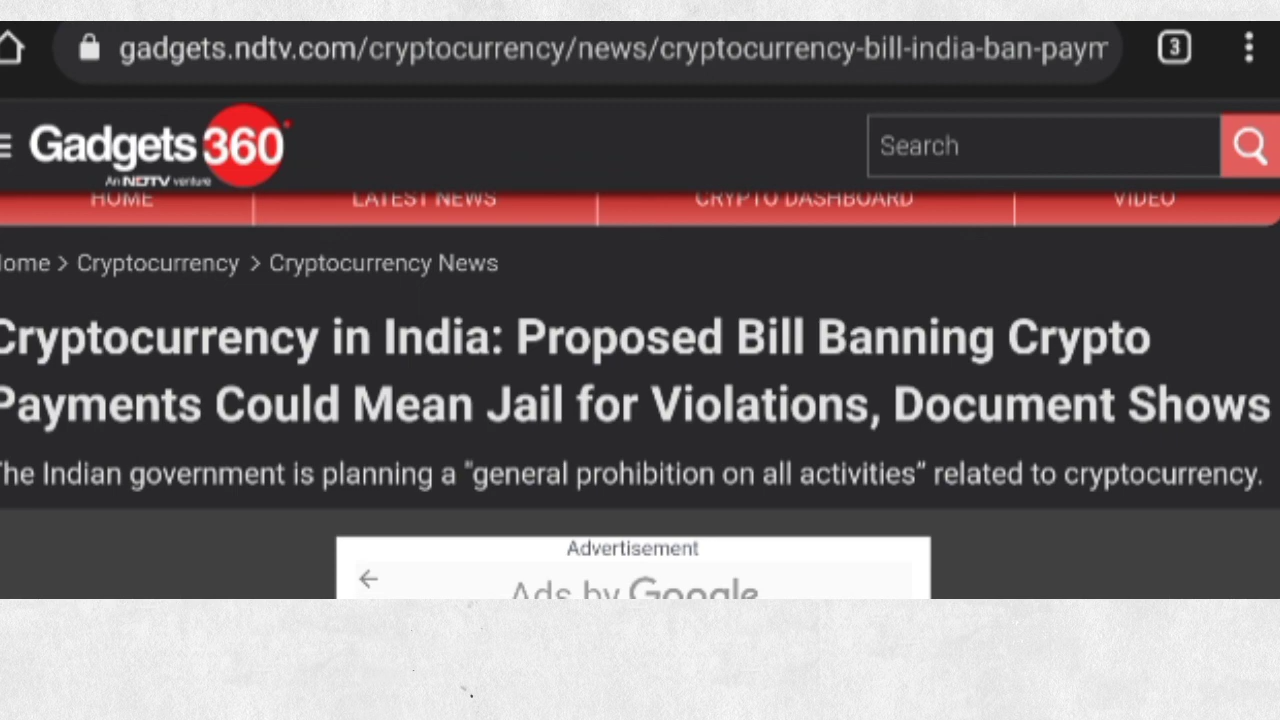 gadgets.ndtv.com/cryptocurrency/news/cryptocurrency-bill-india-ban-paym
3
Gadgets 360
An NDTV venture
Search
HOME
LATEST NEWS
CRYPTO DASHBOARD
VIDEO
ome > Cryptocurrency > Cryptocurrency News
Cryptocurrency in India: Proposed Bill Banning Crypto
Payments Could Mean Jail for Violations, Document Shows
The Indian government is planning a "general prohibition on all activities" related to cryptocurrency.
Advertisement
Ads by Google